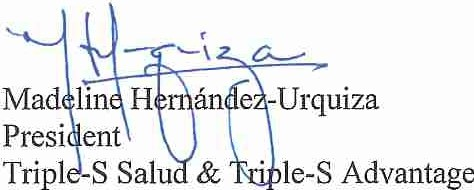 Madeline Hernández-Urquiza
President
Triple-S Salud & Triple-S Advantage